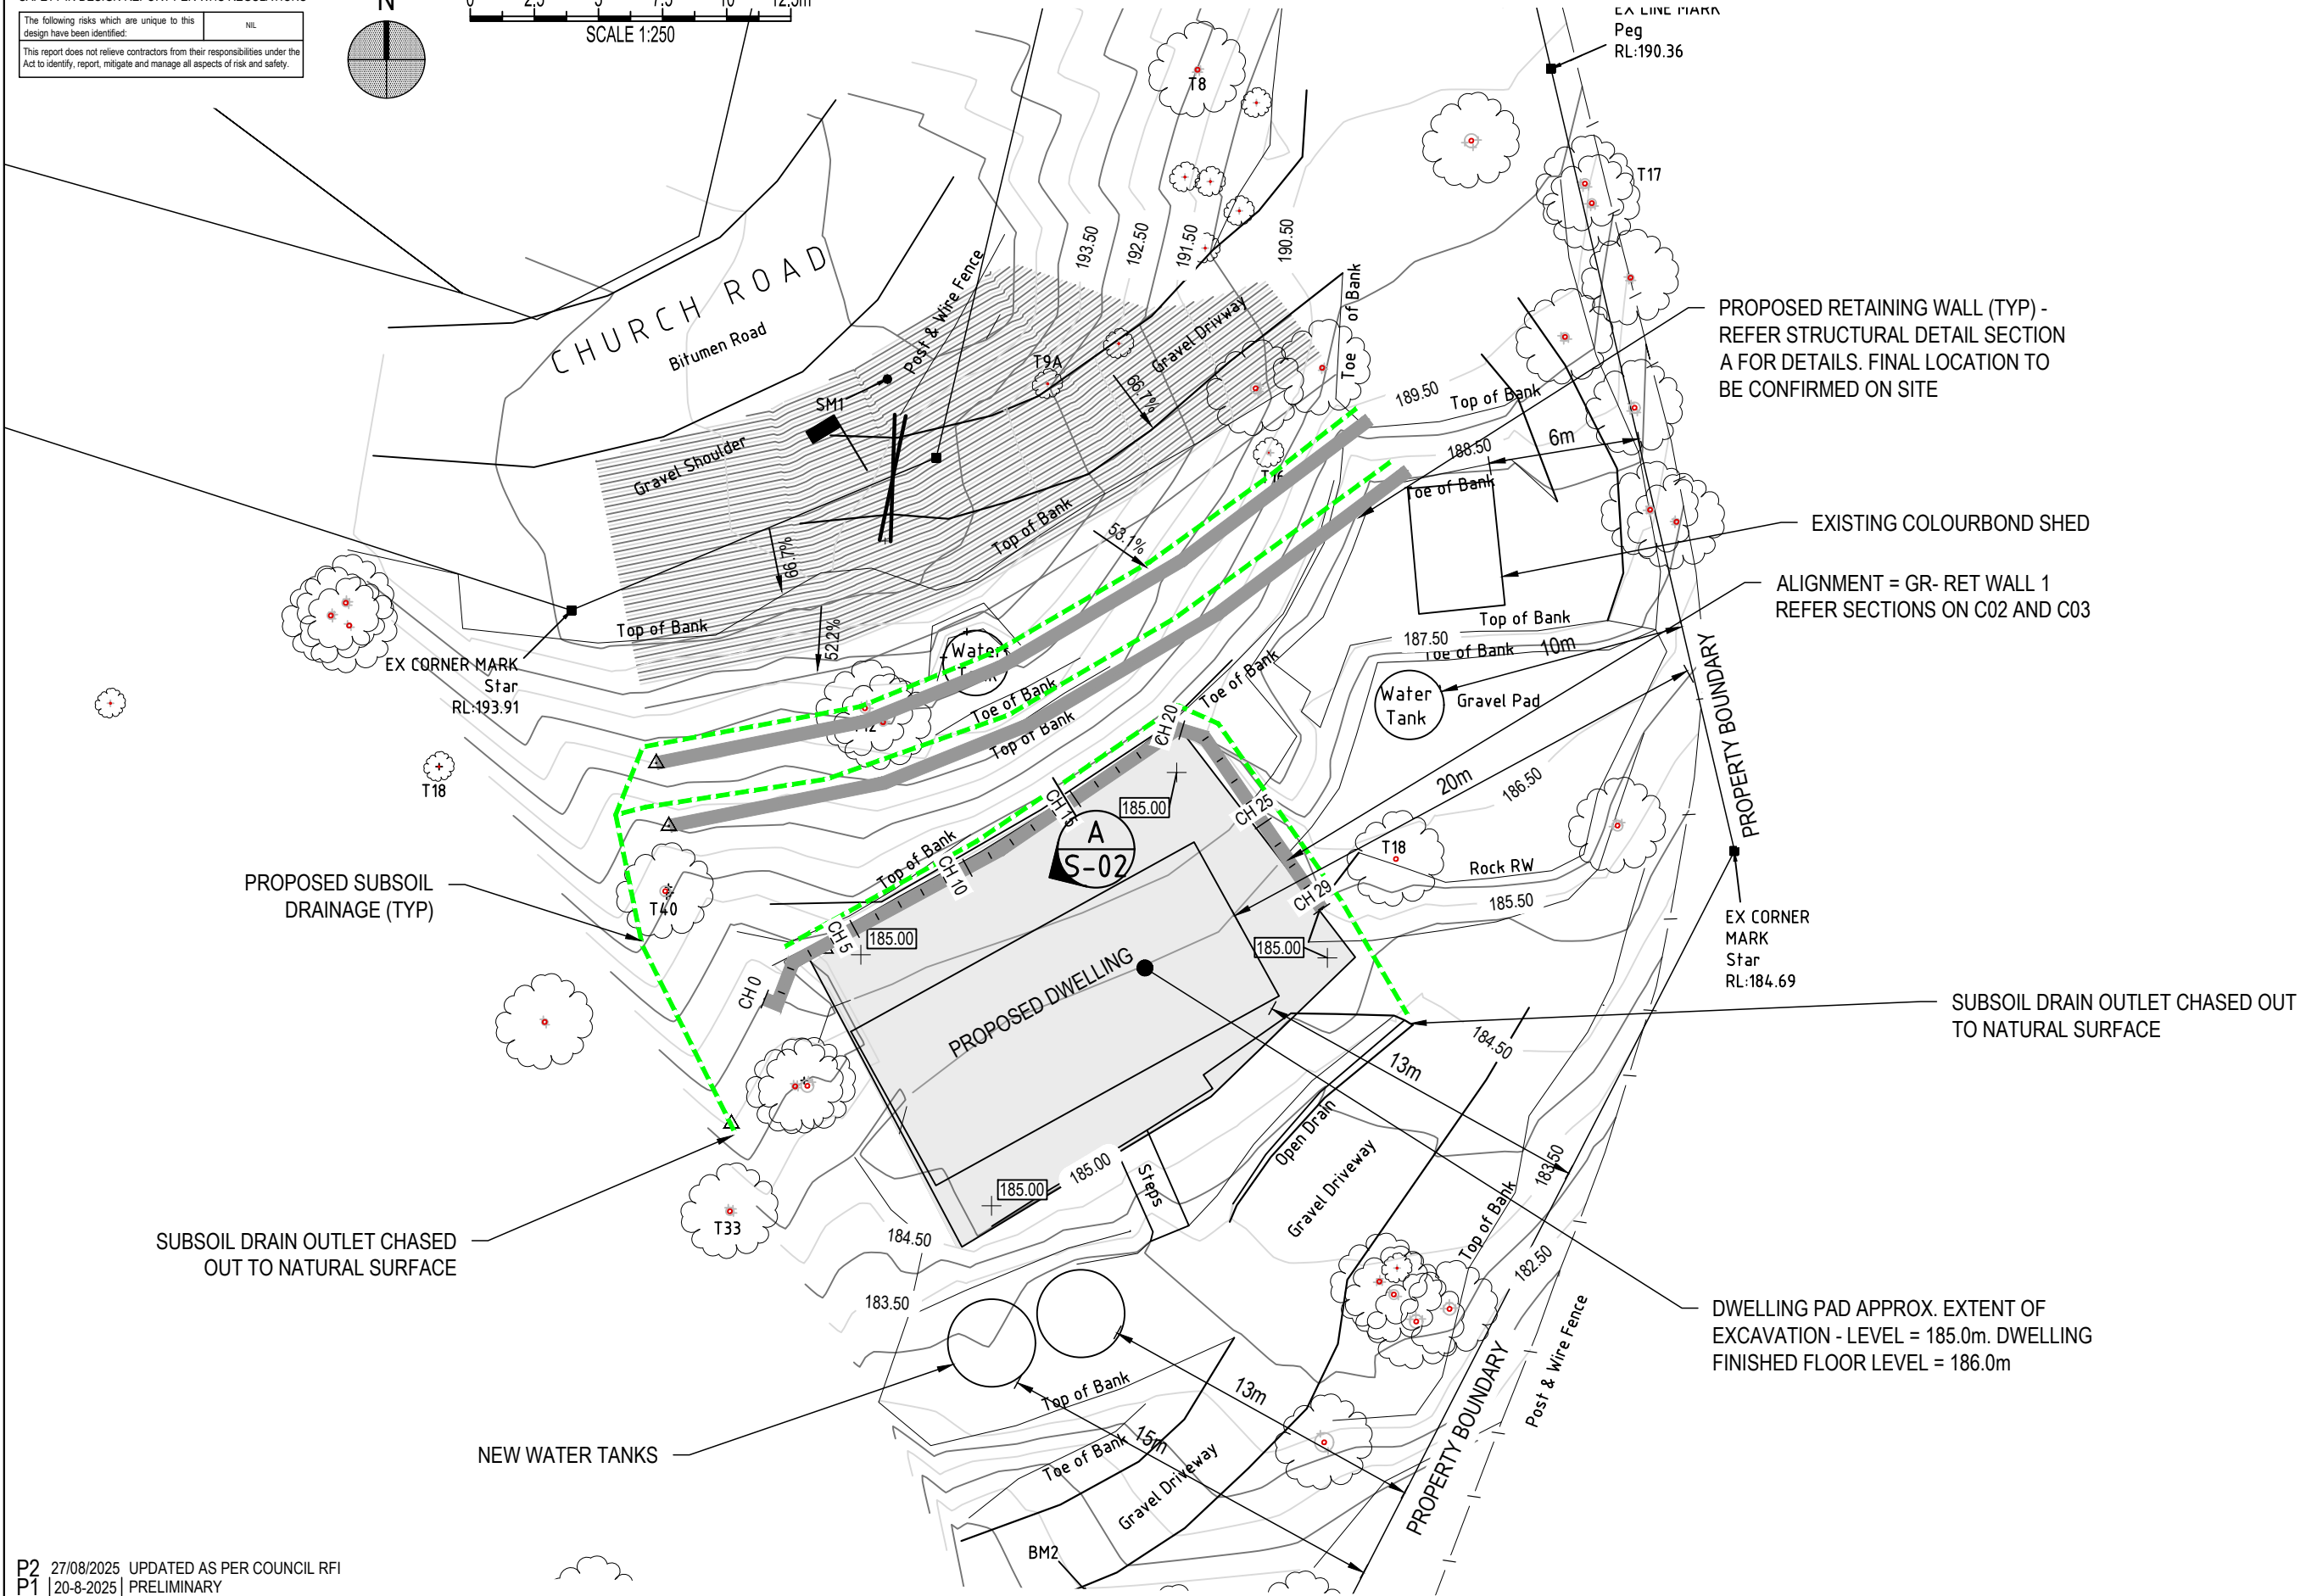 The following risks which are unique to this
design have been identified:
NIL
This report does not relieve contractors from their responsibilities under the
Act to identify, report, mitigate and manage all aspects of risk and safety.
N
0 2.5 5 7.5 10 12.5m
SCALE 1:250
EX LINE MARK
Peg
RL:190.36
T8
T17
CHURCH ROAD
Bitumen Road
Post & Wire Fence
193.50
192.50
191.50
190.50
Gravel Drivway
Toe of Bank
T9A
66.7%
SM1
Gravel Shoulder
PROPOSED RETAINING WALL (TYP) -
REFER STRUCTURAL DETAIL SECTION
A FOR DETAILS. FINAL LOCATION TO
BE CONFIRMED ON SITE
189.50
Top of Bank
188.50
6m
Toe of Bank
EXISTING COLOURBOND SHED
Top of Bank
53.1%
66.7%
52.2%
Top of Bank
ALIGNMENT = GR- RET WALL 1
REFER SECTIONS ON C02 AND C03
Top of Bank
187.50
Toe of Bank
10m
EX CORNER MARK
Star
RL:193.91
Water
Tank
Toe of Bank
Top of Bank
Toe of Bank
Water
Tank
Gravel Pad
PROPERTY BOUNDARY
T18
CH 20
20m
186.50
CH 15
185.00
CH 25
A
S-02
T18
Rock RW
Top of Bank
CH 10
CH 29
185.50
PROPOSED SUBSOIL
DRAINAGE (TYP)
T40
CH 5
185.00
185.00
EX CORNER
MARK
Star
RL:184.69
CH 0
PROPOSED DWELLING
SUBSOIL DRAIN OUTLET CHASED OUT
TO NATURAL SURFACE
184.50
13m
Open Drain
Gravel Driveway
183.50
185.00
185.00
Steps
Top of Bank
T33
184.50
SUBSOIL DRAIN OUTLET CHASED
OUT TO NATURAL SURFACE
182.50
183.50
DWELLING PAD APPROX. EXTENT OF
EXCAVATION - LEVEL = 185.0m. DWELLING
FINISHED FLOOR LEVEL = 186.0m
Post & Wire Fence
PROPERTY BOUNDARY
Top of Bank
13m
NEW WATER TANKS
Toe of Bank
15m
Gravel Driveway
BM2
P2 27/08/2025 UPDATED AS PER COUNCIL RFI
P1 20-8-2025 PRELIMINARY